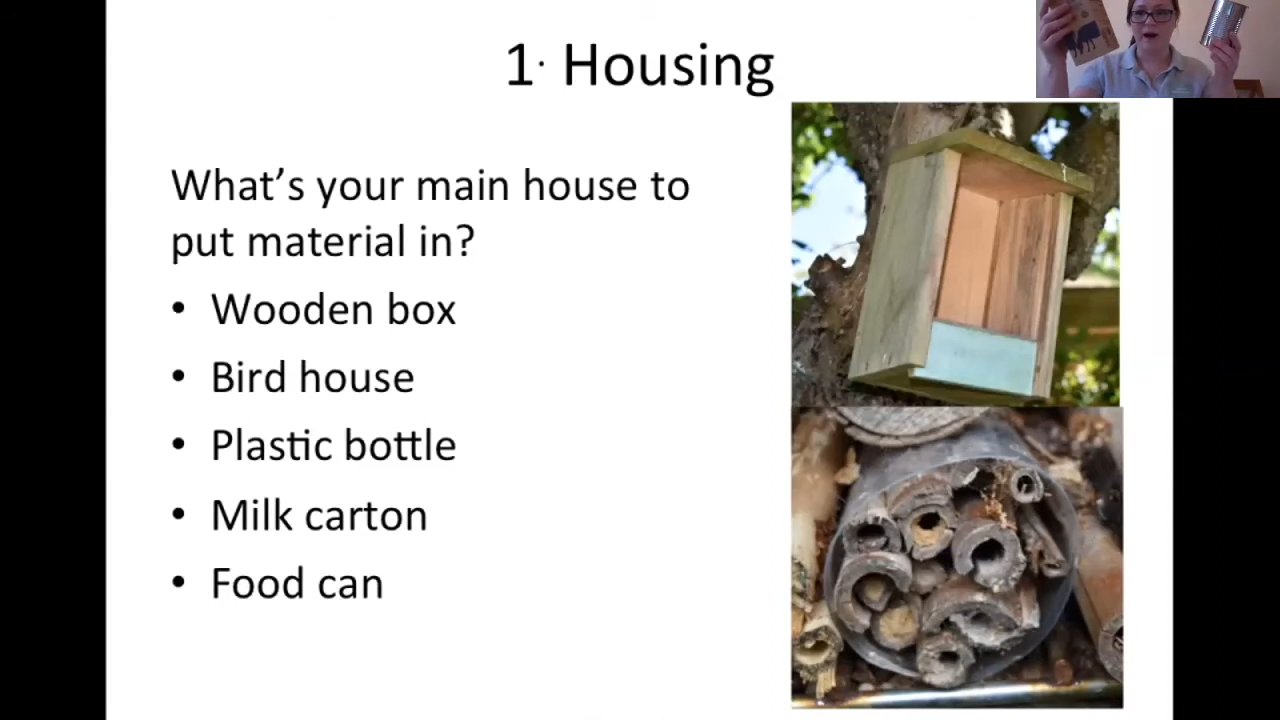 1. Housing
What's your main house to
put material in?
• Wooden box
• Bird house
• Plastic bottle
• Milk carton
• Food can